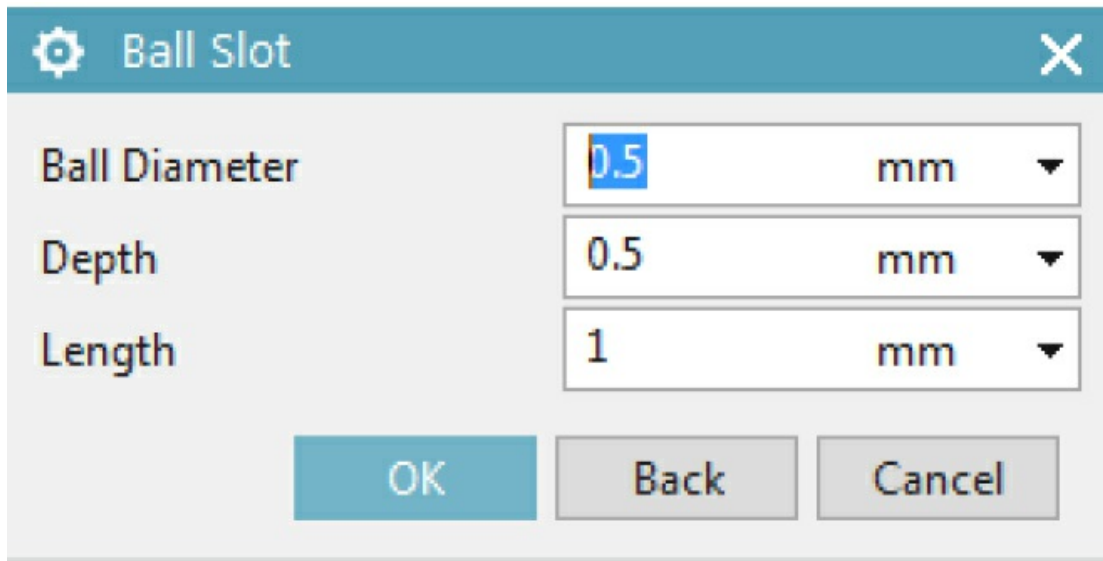 Ball Slot
Ball Diameter 0.5 mm
Depth 0.5 mm
Length 1 mm
OK Back Cancel